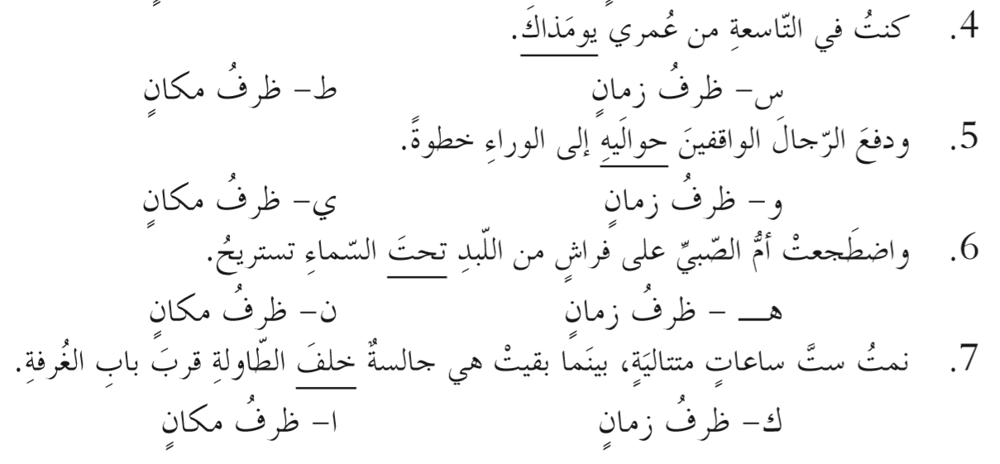 4. كنتُ في التّاسعةِ من عُمري يومَذاكَ.
س– ظرفُ زمانٍ ط– ظرفُ مكانٍ
5. ودفعَ الرّجالَ الواقفينَ حوالَيهِ إلى الوراءِ خطوةً.
و– ظرفُ زمانٍ ي– ظرفُ مكانٍ
6. واضطَجعتْ أمُّ الصّبيِّ على فراشٍ من اللّبدِ تحتَ السّماءِ تستريحُ.
هـ – ظرفُ زمانٍ ن– ظرفُ مكانٍ
7. نمتُ ستَّ ساعاتٍ متتاليَةٍ، بينَما بقيتْ هي جالسةٌ خلفَ الطّاولةِ قربَ بابِ الغُرفةِ.
ك– ظرفُ زمانٍ ا– ظرفُ مكانٍ